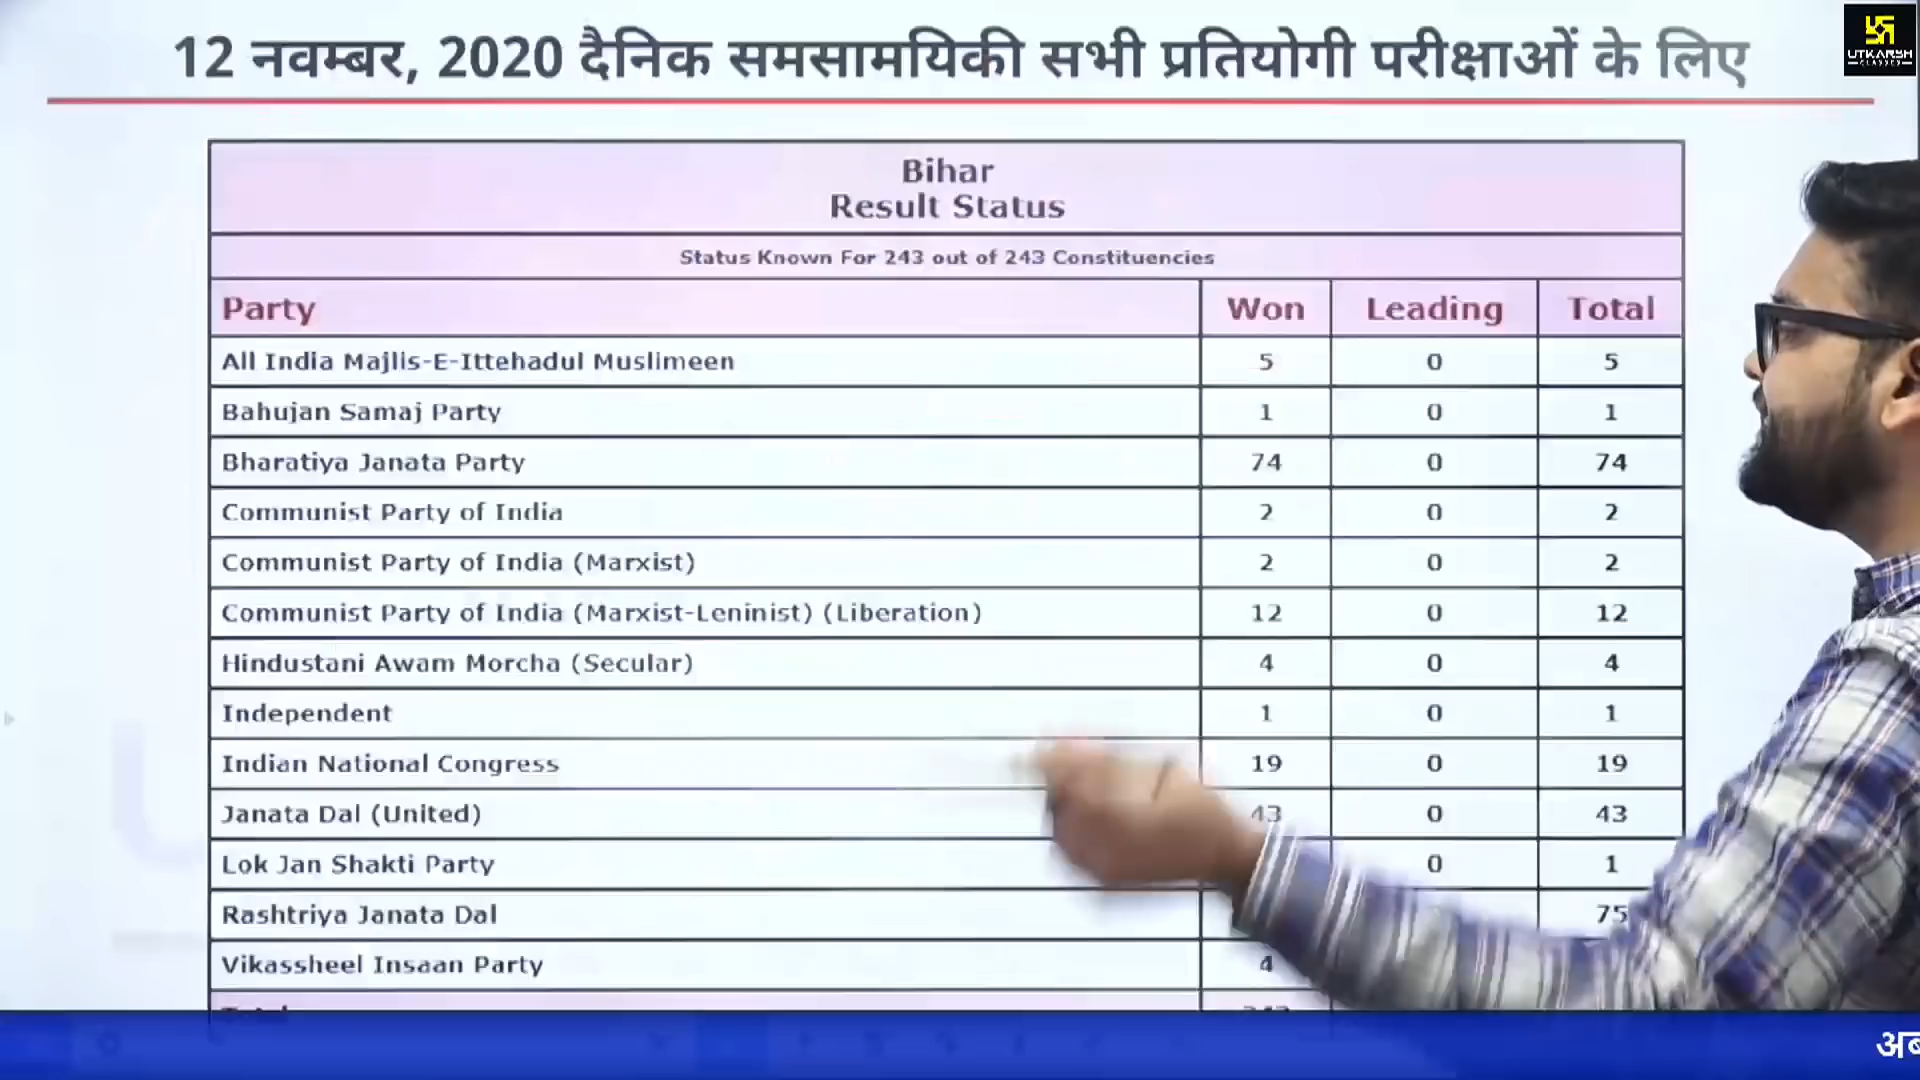 12 नवम्बर, 2020 दैनिक समसामयिकी सभी प्रतियोगी परीक्षाओं के लिए
UTKARSH
CLASSES
Bihar
Result Status
Status Known For 243 out of 243 Constituencies
Party Won Leading Total
All India Majlis-E-Ittehadul Muslimeen 5 0 5
Bahujan Samaj Party 1 0 1
Bharatiya Janata Party 74 0 74
Communist Party of India 2 0 2
Communist Party of India (Marxist) 2 0 2
Communist Party of India (Marxist-Leninist) (Liberation) 12 0 12
Hindustani Awam Morcha (Secular) 4 0 4
Independent 1 0 1
Indian National Congress 19 0 19
Janata Dal (United) 43 0 43
Lok Jan Shakti Party 0 1
Rashtriya Janata Dal 75
Vikassheel Insaan Party 4